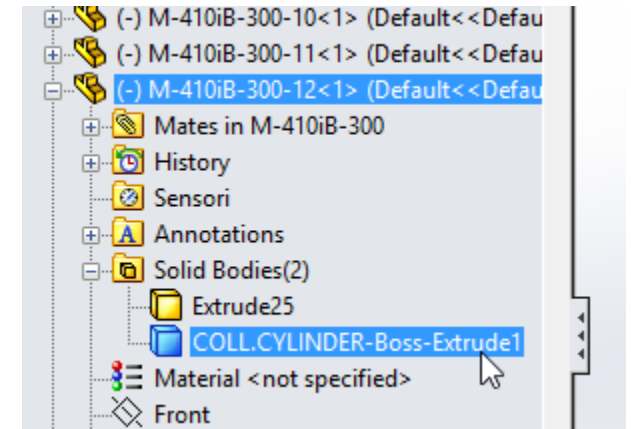 (-) M-410iB-300-10<1> (Default<<Defau
(-) M-410iB-300-11<1> (Default<<Defau
(-) M-410iB-300-12<1> (Default<<Defau
Mates in M-410iB-300
History
Sensori
A Annotations
Solid Bodies(2)
Extrude25
COLL.CYLINDER-Boss-Extrude1
Material <not specified>
Front